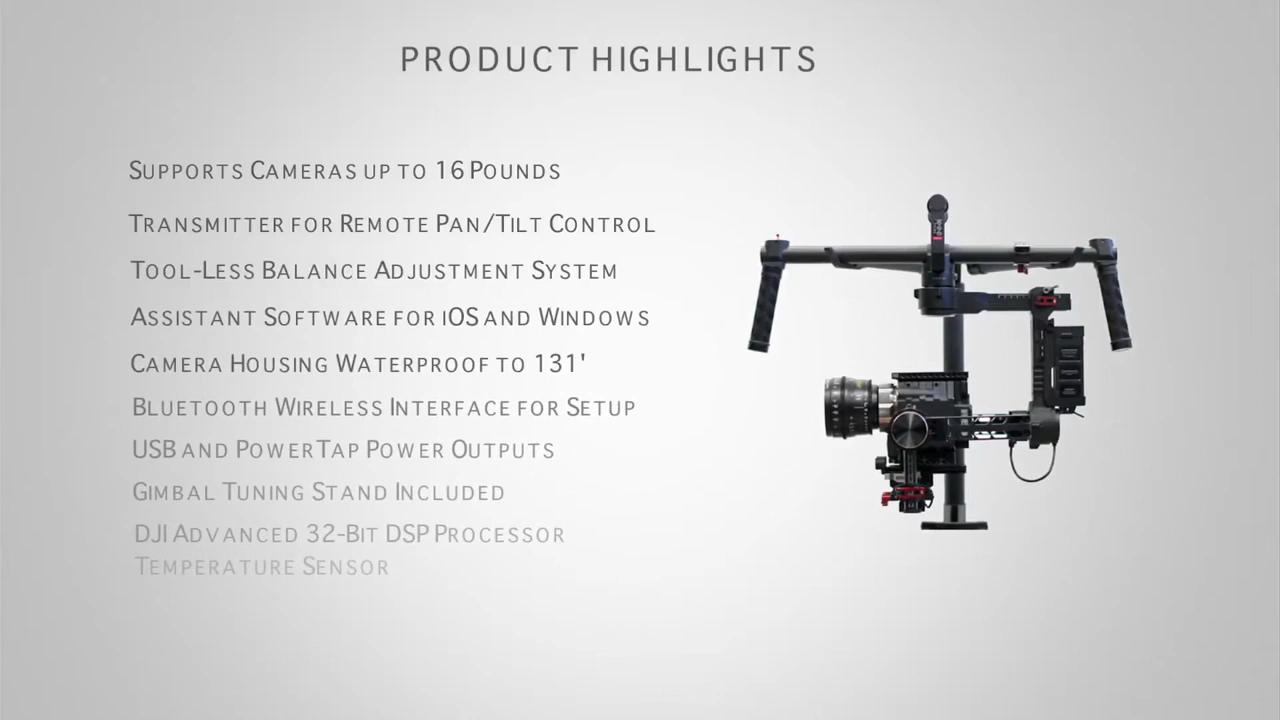 PRODUCT HIGHLIGHTS
SUPPORTS CAMERAS UP TO 16 POUNDS
TRANSMITTER FOR REMOTE PAN/TILT CONTROL
TOOL-LESS BALANCE ADJUSTMENT SYSTEM
ASSISTANT SOFTWARE FOR iOS AND WINDOWS
CAMERA HOUSING WATERPROOF TO 131'
BLUETOOTH WIRELESS INTERFACE FOR SETUP
USB AND POWERTAP POWER OUTPUTS
GIMBAL TUNING STAND INCLUDED
DJI ADVANCED 32-BIT DSP PROCESSOR
TEMPERATURE SENSOR